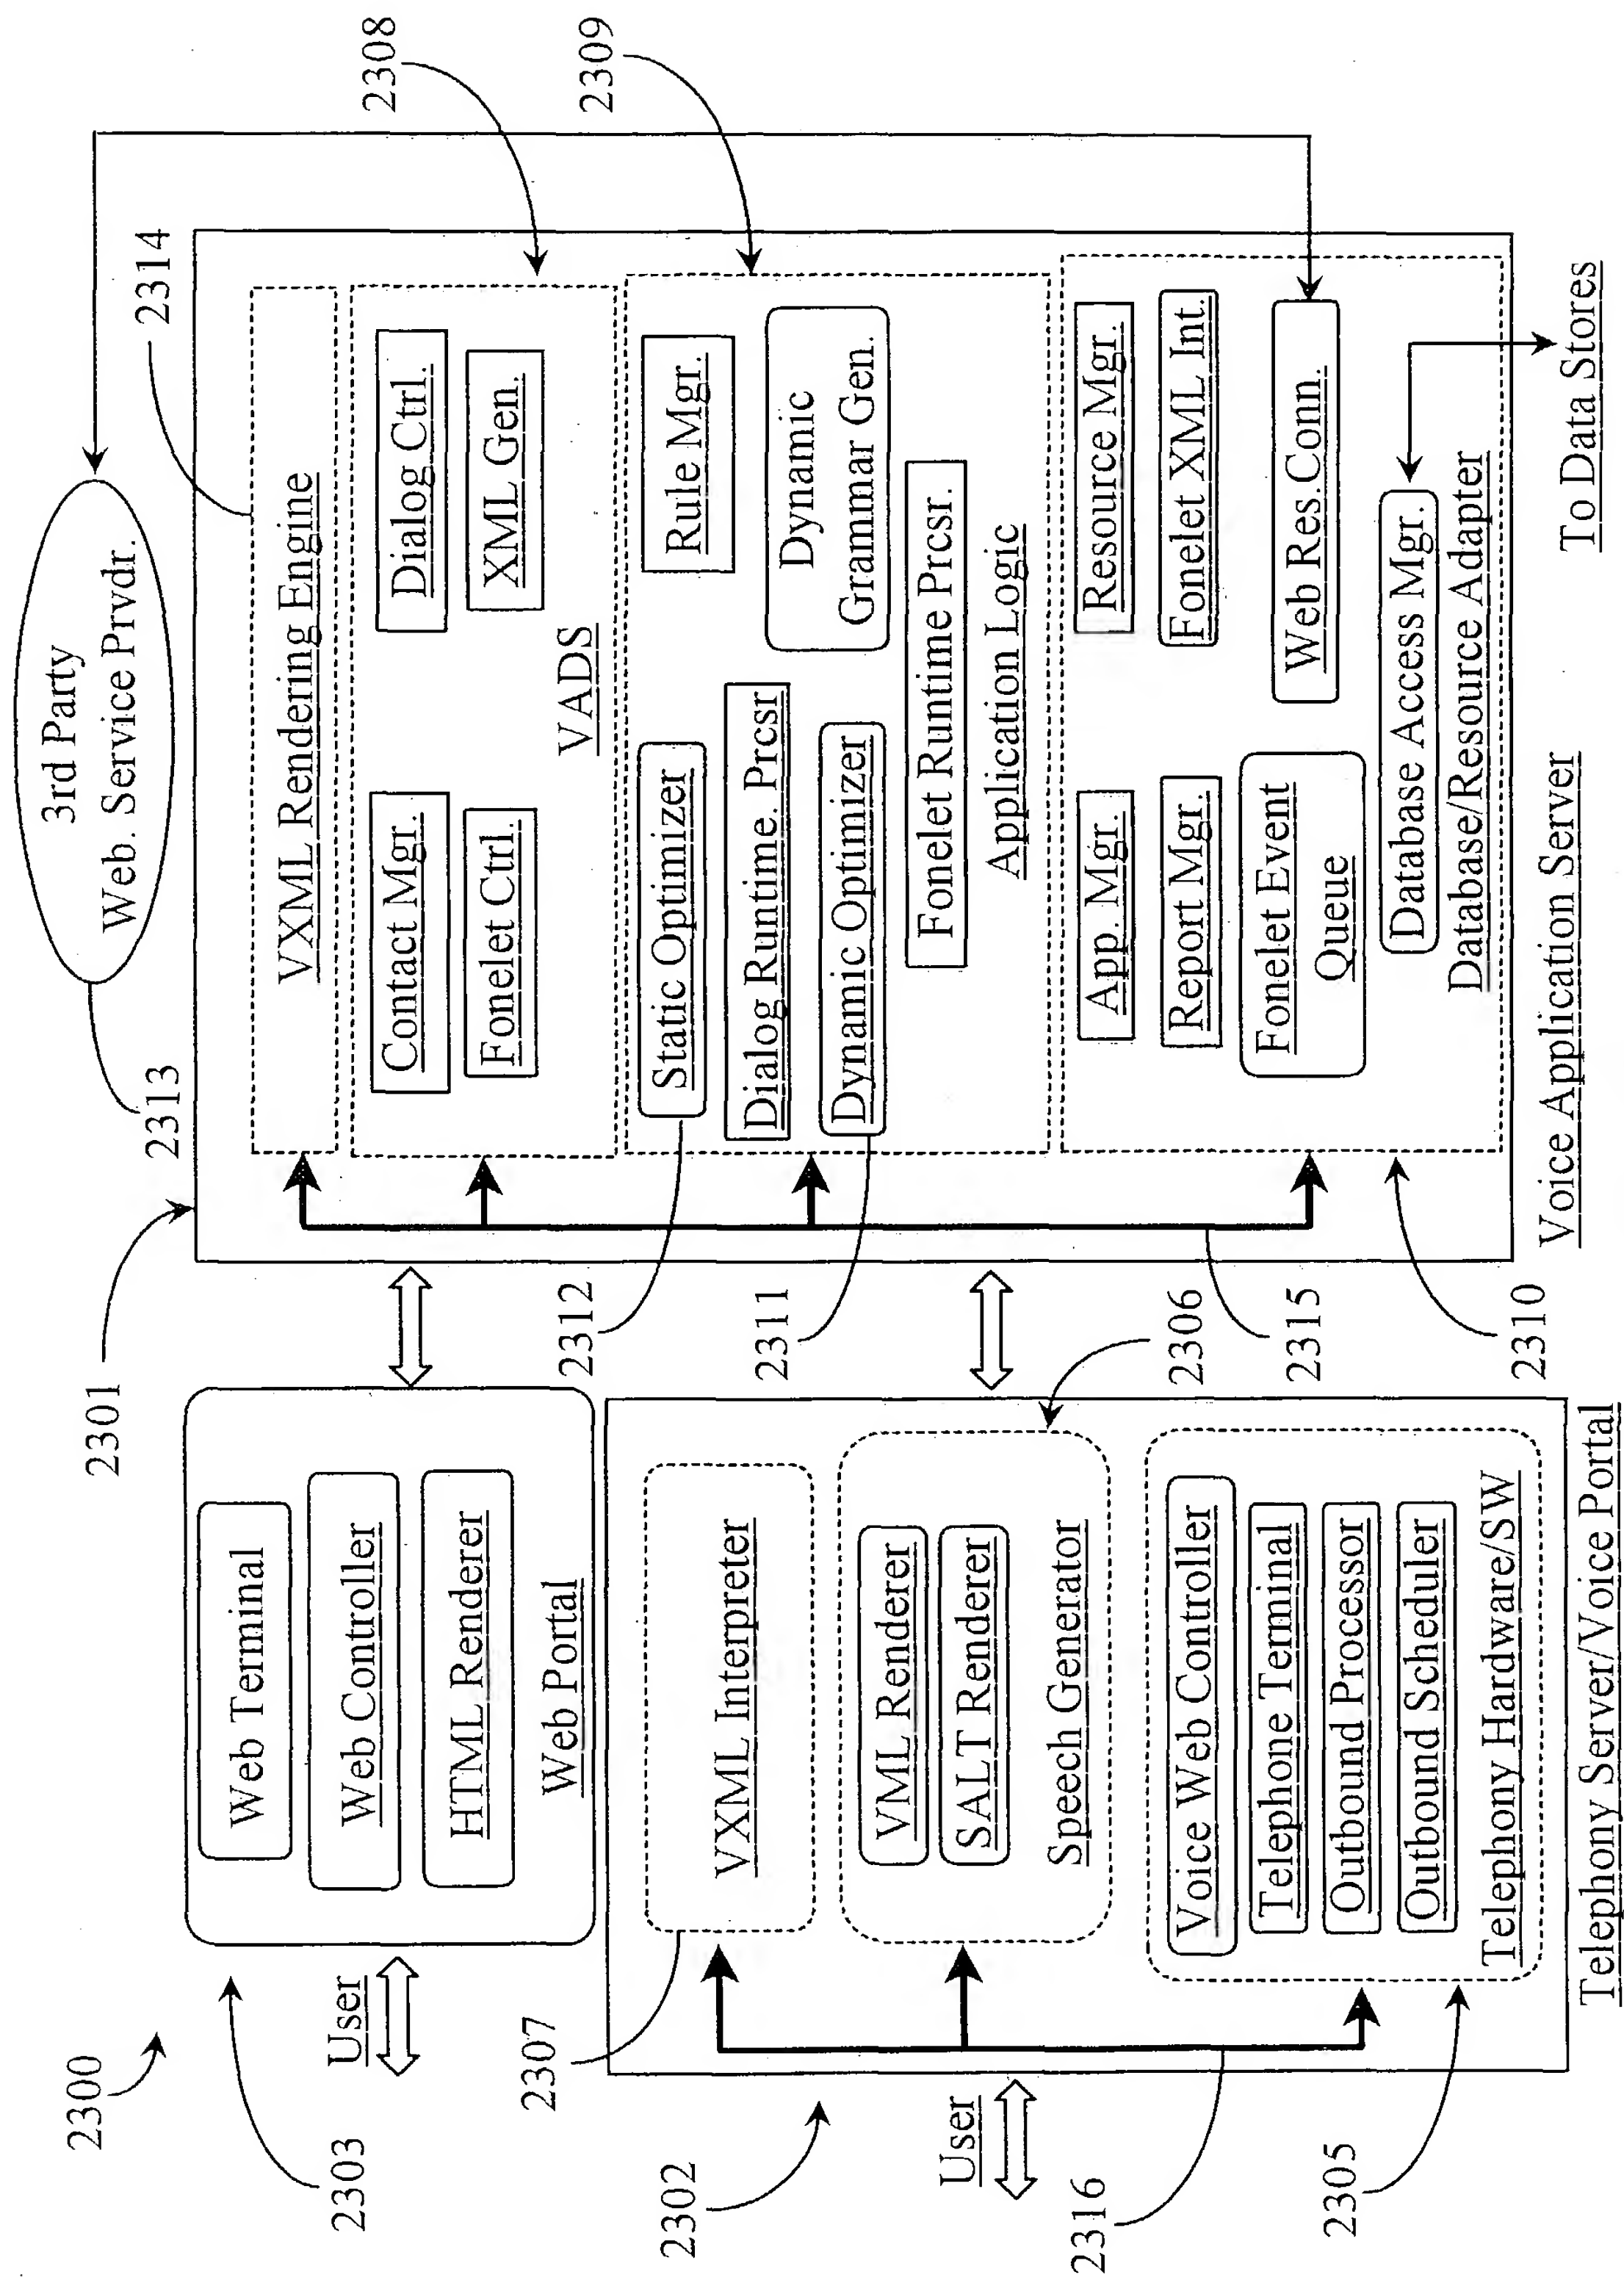 2300
2303
User
Web Terminal
Web Controller
HTML Renderer
Web Portal
2301
2313
3rd Party
Web. Service Prvdr.
2314
VXML Rendering Engine
Contact Mgr.
Dialog Ctrl.
Fonelet Ctrl.
XML Gen.
VADS
2308
Static Optimizer
Rule Mgr.
Dialog Runtime. Prcsr
Dynamic Optimizer
Dynamic
Grammar Gen.
Fonelet Runtime Prcsr.
Application Logic
2309
App. Mgr.
Resource Mgr.
Report Mgr.
Fonelet XML Int.
Fonelet Event
Queue
Web Res.Conn.
Database Access Mgr.
Database/Resource Adapter
To Data Stores
Voice Application Server
2312
2311
2306
2315
2310
2307
2302
User
VXML Interpreter
VML Renderer
SALT Renderer
Speech Generator
Voice Web Controller
Telephone Terminal
Outbound Processor
Outbound Scheduler
Telephony Hardware/SW
Telephony Server/Voice Portal
2316
2305